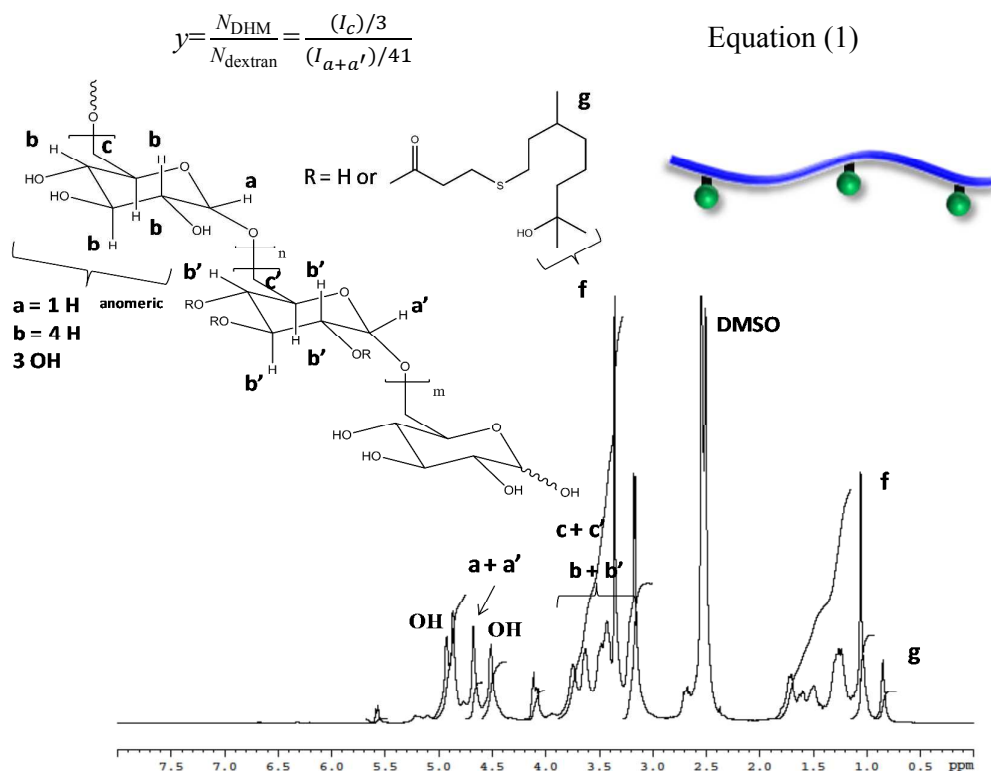 y= N_DHM / N_dextran = (I_c)/3 / (I_{a+a′})/41 Equation (1)
g
O
b c b O
HO a
HO H
H H
b H b OH O
n
R = H or O S
HO
f
a = 1 H anomeric
b = 4 H
3 OH
b' H c' b' H O
RO a'
RO H
H H
b' H b' OR O
m
O
HO
HO
OH OH
DMSO
f
c + c'
b + b'
a + a'
OH OH
g
7.5 7.0 6.5 6.0 5.5 5.0 4.5 4.0 3.5 3.0 2.5 2.0 1.5 1.0 0.5 ppm